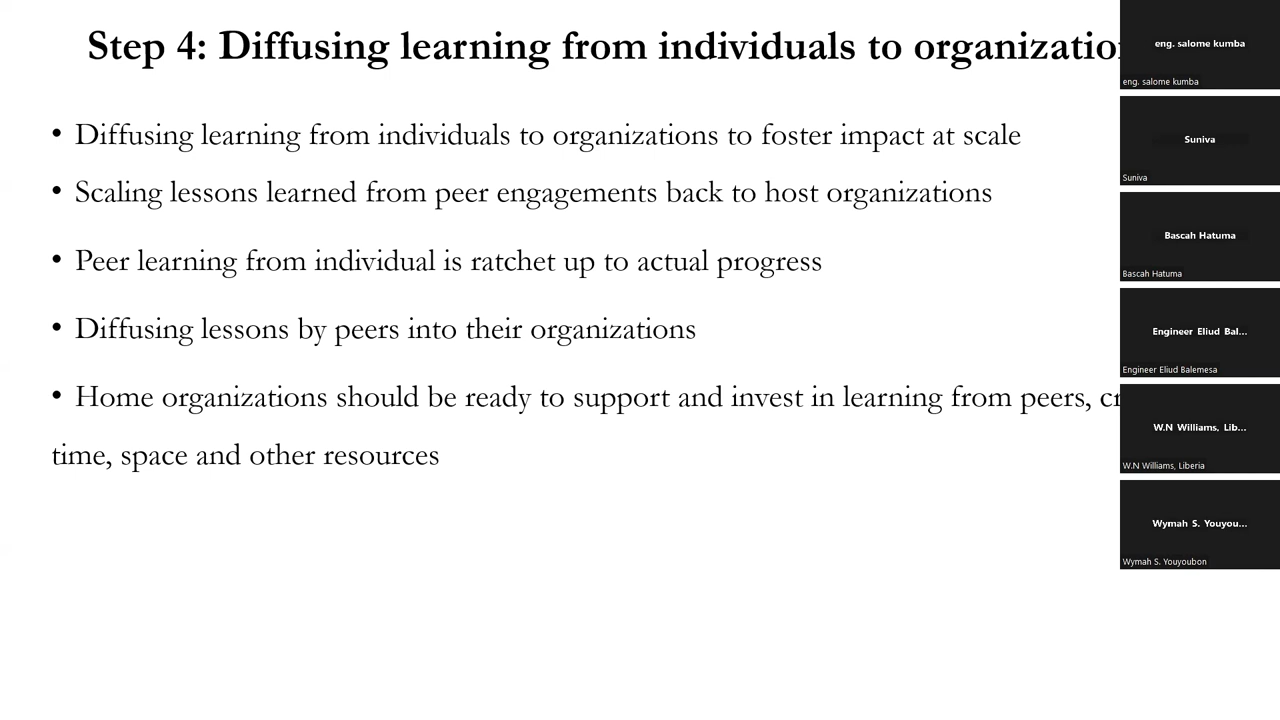 Step 4: Diffusing learning from individuals to
• Diffusing learning from individuals to organizations to foster impact at scale
• Scaling lessons learned from peer engagements back to host organizations
• Peer learning from individual is ratchet up to actual progress
• Diffusing lessons by peers into their organizations
• Home organizations should be ready to support and invest in learning from peers,
time, space and other resources
eng. salome kumba
eng. salome kumba
Suniva
Suniva
Bascah Hatuma
Bascah Hatuma
Engineer Eliud Bal...
Engineer Eliud Balemesa
W.N Williams, Lib...
W.N Williams, Liberia
Wymah S. Youyou...
Wymah S. Youyoubon